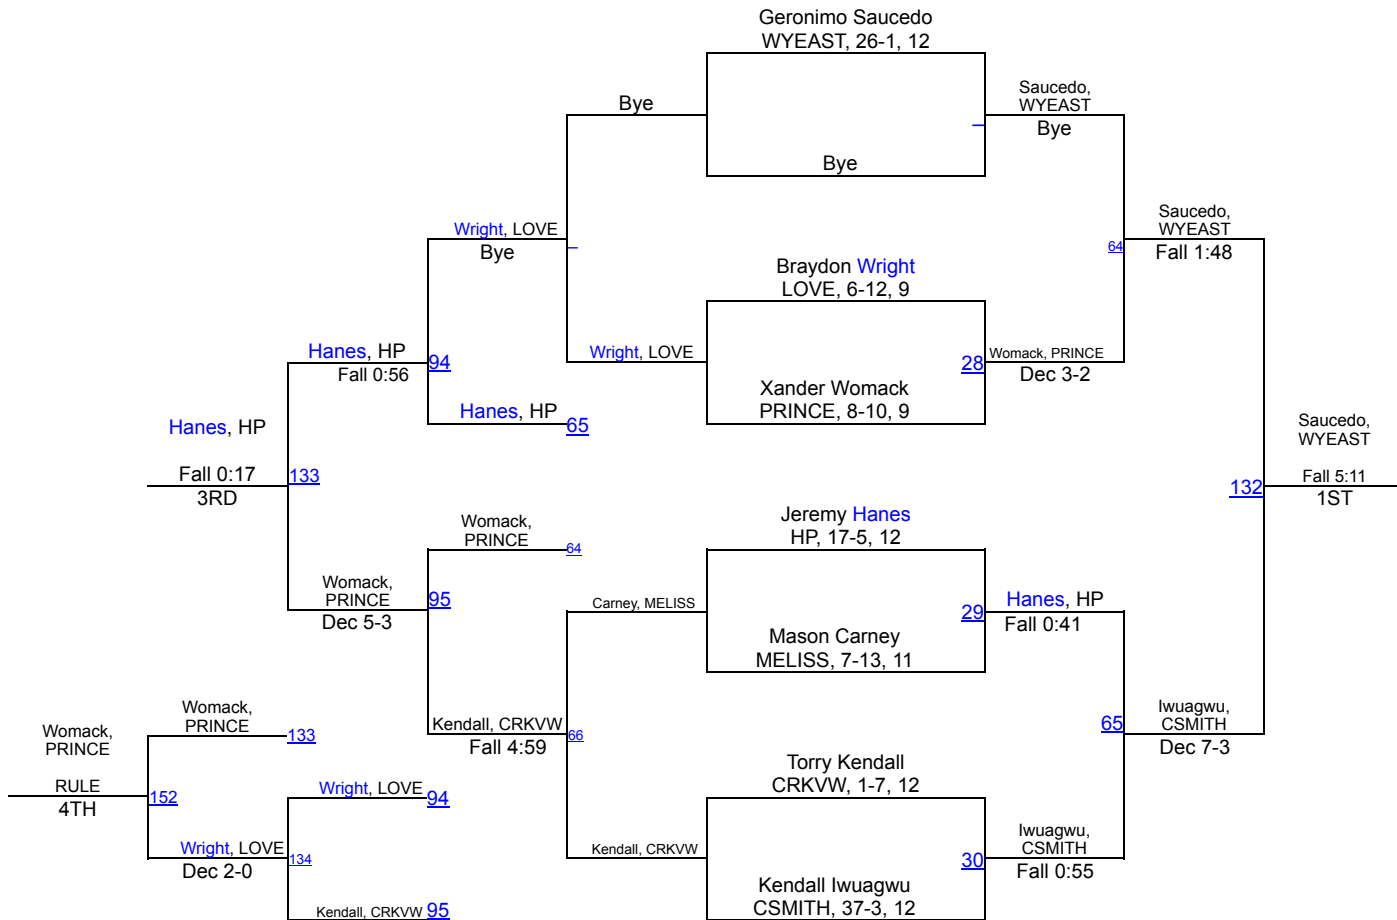 Geronimo Saucedo
WYEAST, 26-1, 12
Bye
Saucedo,
WYEAST
Bye
Bye
Wright, LOVE
Bye
Saucedo,
WYEAST
64
Fall 1:48
Braydon Wright
LOVE, 6-12, 9
Hanes, HP
94
Fall 0:56
Wright, LOVE
28
Womack, PRINCE
Dec 3-2
Xander Womack
PRINCE, 8-10, 9
Hanes, HP
65
Hanes, HP
Saucedo,
WYEAST
Fall 0:17
133
3RD
132
Fall 5:11
1ST
Womack,
PRINCE
64
Jeremy Hanes
HP, 17-5, 12
Womack,
PRINCE
95
Dec 5-3
Carney, MELISS
29
Hanes, HP
Fall 0:41
Mason Carney
MELISS, 7-13, 11
Womack,
PRINCE
133
Womack,
PRINCE
Kendall, CRKVW
66
Fall 4:59
65
Iwuagwu,
CSMITH
Dec 7-3
Torry Kendall
CRKVW, 1-7, 12
RULE
152
4TH
Wright, LOVE
94
Wright, LOVE
134
Dec 2-0
Kendall, CRKVW
30
Iwuagwu,
CSMITH
Fall 0:55
Kendall Iwuagwu
CSMITH, 37-3, 12
Kendall, CRKVW
95